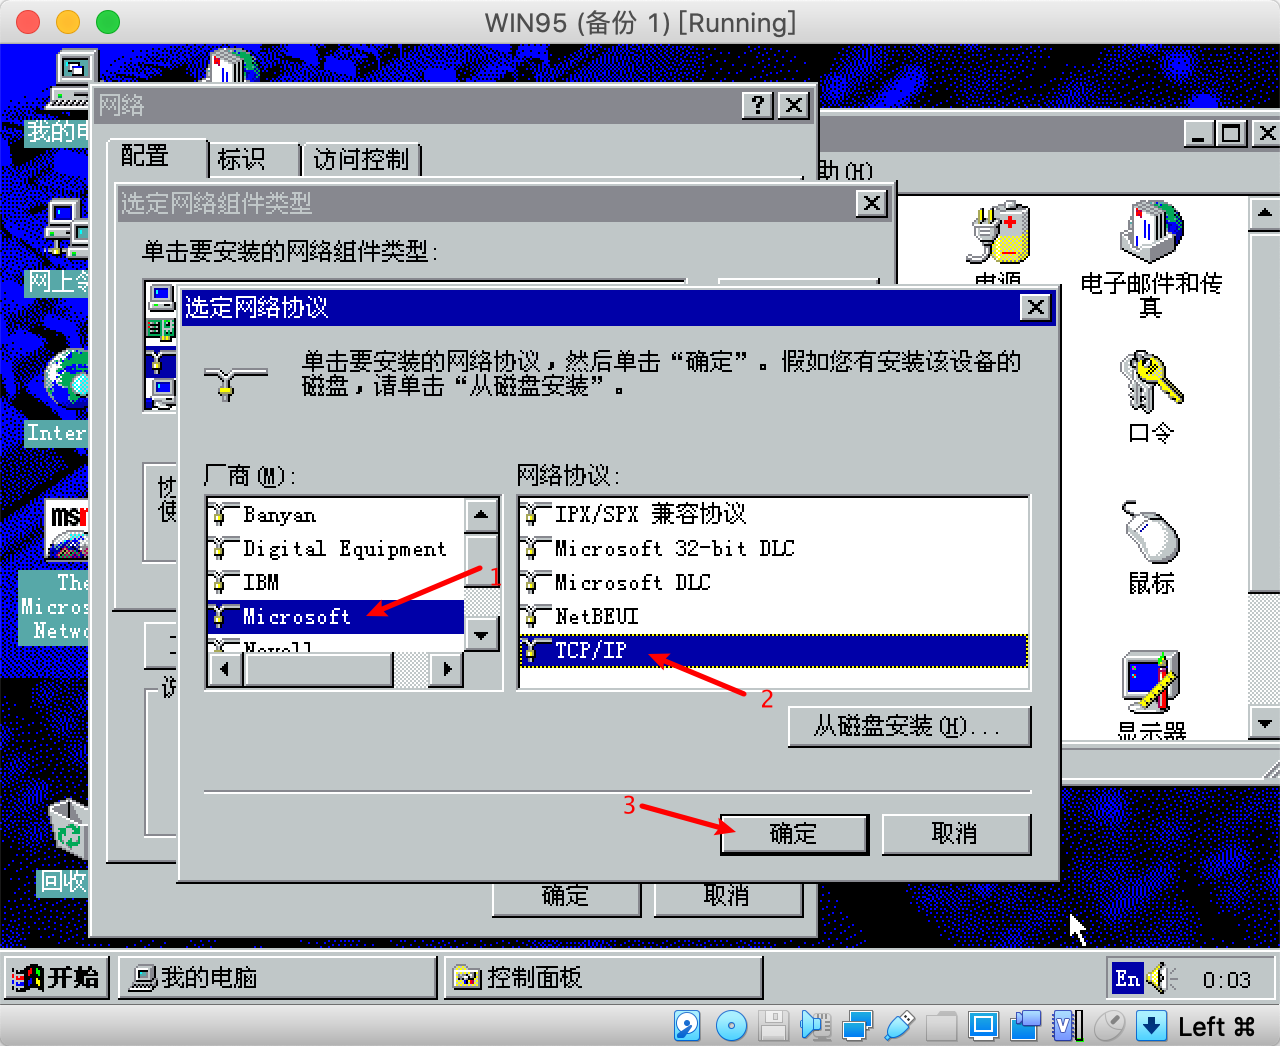 WIN95 (备份 1) [Running]
我的电
网络
配置
标识
访问控制
助(H)
选定网络组件类型
单击要安装的网络组件类型:
网上邻
电源
电子邮件和传
真
选定网络协议
单击要安装的网络协议,然后单击“确定”。假如您有安装该设备的
磁盘,请单击“从磁盘安装”。
口令
Inter
厂商(M):
网络协议:
协
使
Banyan
Digital Equipment
IBM
Microsoft
Novell
IPX/SPX 兼容协议
Microsoft 32-bit DLC
Microsoft DLC
NetBEUI
TCP/IP
1
2
3
msn
The
Micros
Netwo
鼠标
说
从磁盘安装(H)...
显示器
确定
取消
回收
确定
取消
开始
我的电脑
控制面板
En
0:03
V
Left ⌘